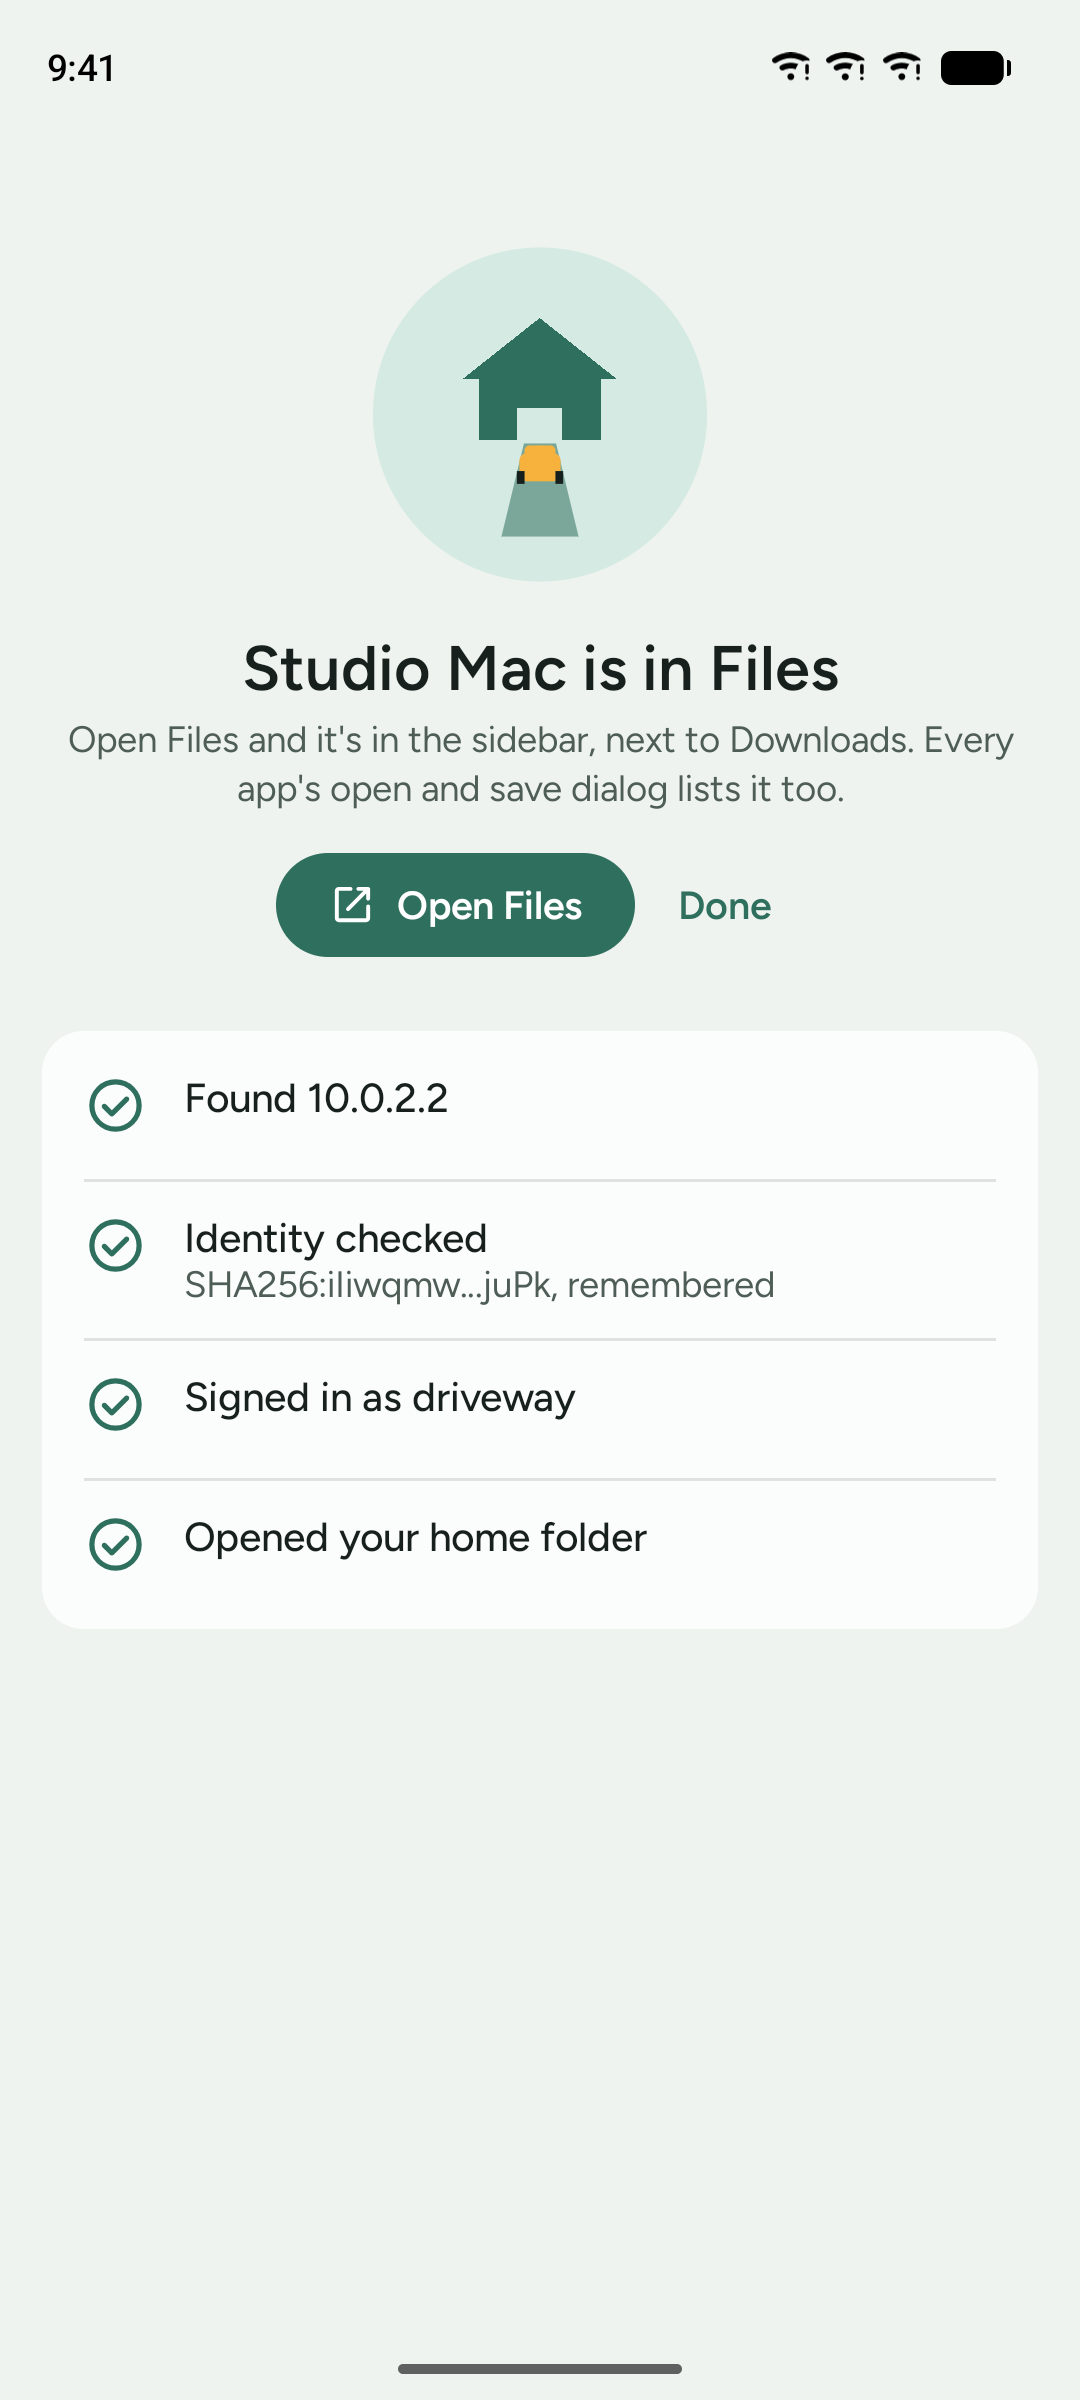 9:41
Studio Mac is in Files
Open Files and it's in the sidebar, next to Downloads. Every
app's open and save dialog lists it too.
Open Files
Done
Found 10.0.2.2
Identity checked
SHA256:iliwqmw...juPk, remembered
Signed in as driveway
Opened your home folder